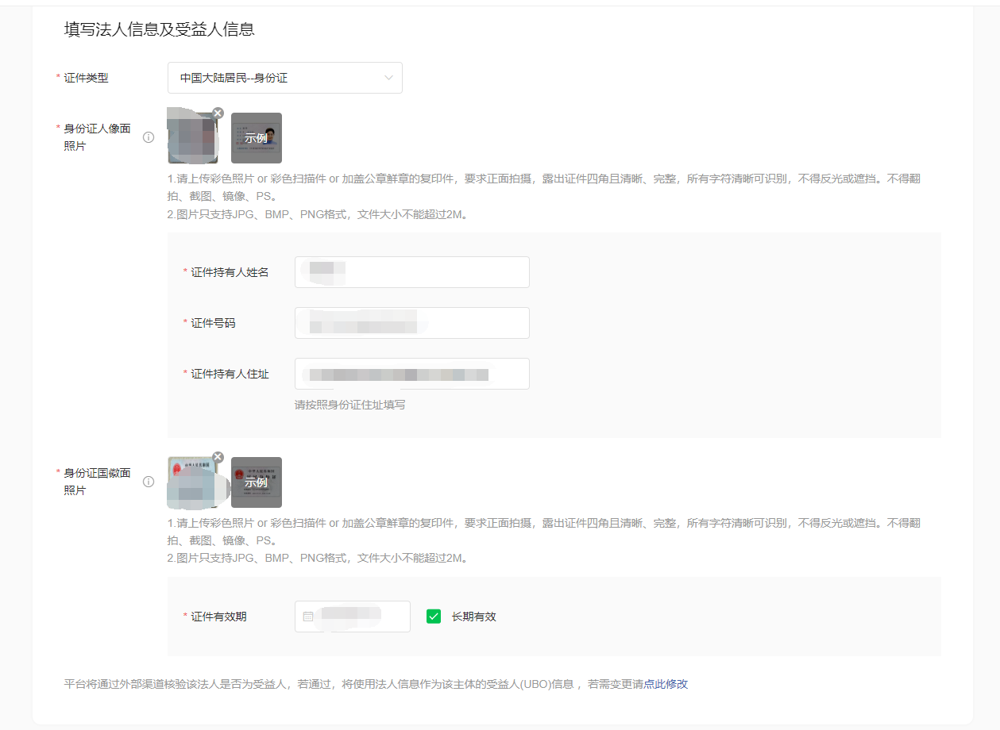 填写法人信息及受益人信息
* 证件类型
中国大陆居民--身份证
* 身份证人像面
照片
示例
1.请上传彩色照片 or 彩色扫描件 or 加盖公章鲜章的复印件，要求正面拍摄，露出证件四角且清晰、完整，所有字符清晰可识别，不得反光或遮挡。不得翻
拍、截图、镜像、PS。
2.图片只支持JPG、BMP、PNG格式，文件大小不能超过2M。
* 证件持有人姓名
* 证件号码
* 证件持有人住址
请按照身份证住址填写
* 身份证国徽面
照片
示例
1.请上传彩色照片 or 彩色扫描件 or 加盖公章鲜章的复印件，要求正面拍摄，露出证件四角且清晰、完整，所有字符清晰可识别，不得反光或遮挡。不得翻
拍、截图、镜像、PS。
2.图片只支持JPG、BMP、PNG格式，文件大小不能超过2M。
* 证件有效期
长期有效
平台将通过外部渠道核验该法人是否为受益人，若通过，将使用法人信息作为该主体的受益人(UBO)信息 ，若需变更请点此修改